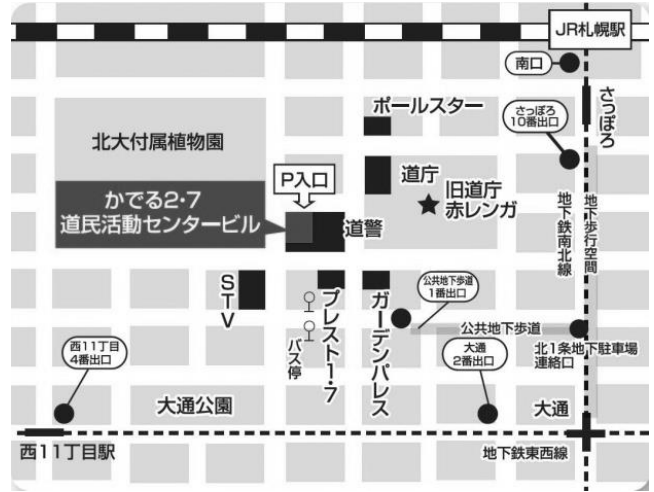 JR札幌駅
南口
さっぽろ
さっぽろ
10番出口
ポールスター
北大付属植物園
P入口
道庁
旧道庁
赤レンガ
かでる2・7
道民活動センタービル
道警
地下鉄南北線
地下歩行空間
STV
バス停
プレスト1・7
ガーデンパレス
公共地下歩道
1番出口
公共地下歩道
北1条地下駐車場
連絡口
西11丁目
4番出口
大通
2番出口
大通公園
大通
西11丁目駅
地下鉄東西線